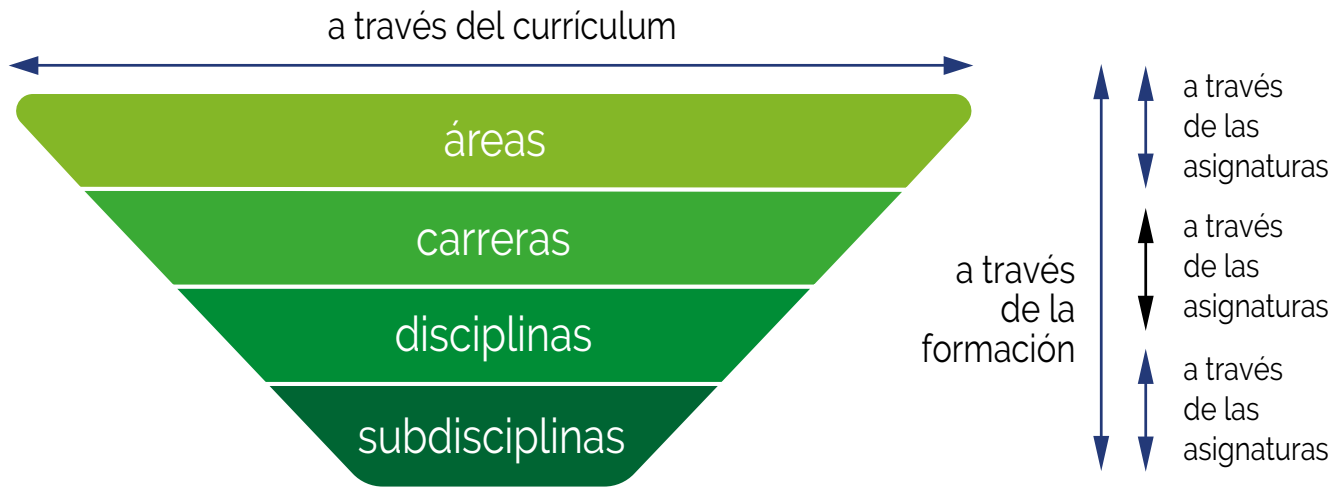 a través del currículum
áreas
carreras
disciplinas
subdisciplinas
a través
de la
formación
a través
de las
asignaturas
a través
de las
asignaturas
a través
de las
asignaturas